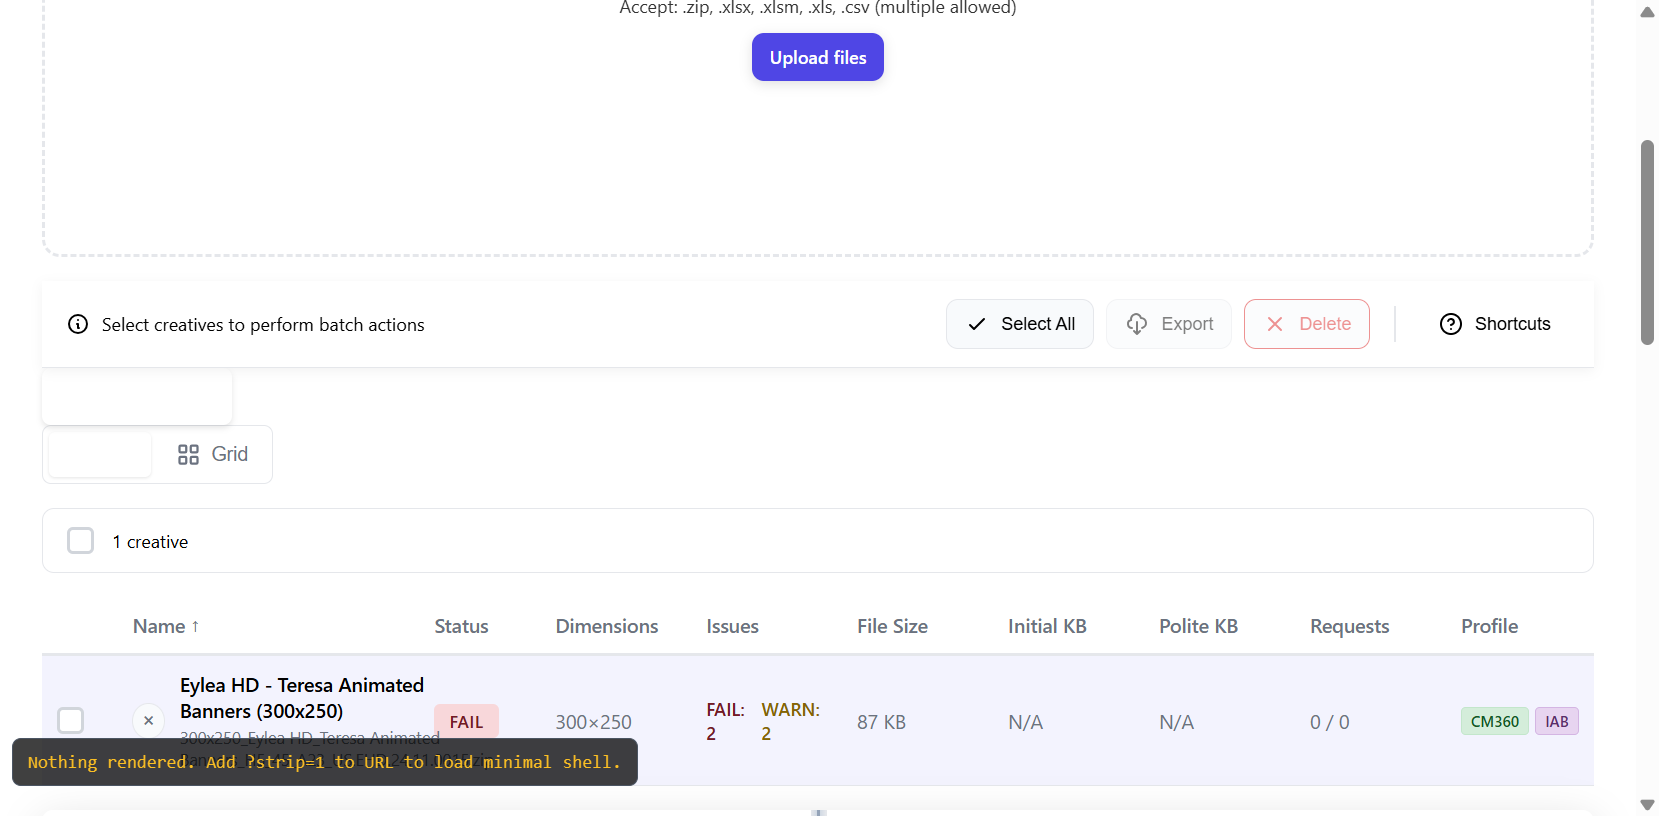 Accept: .zip, .xlsx, .xlsm, .xls, .csv (multiple allowed)
Upload files
Select creatives to perform batch actions
Select All
Export
Delete
Shortcuts
Grid
1 creative
Name ↑ Status Dimensions Issues File Size Initial KB Polite KB Requests Profile
Eylea HD - Teresa Animated
Banners (300x250)
300x250_Eylea HD_Teresa Animated
FAIL
300×250
FAIL:
2
WARN:
2
87 KB
N/A
N/A
0 / 0
CM360
IAB
Nothing rendered. Add ?strip=1 to URL to load minimal shell.